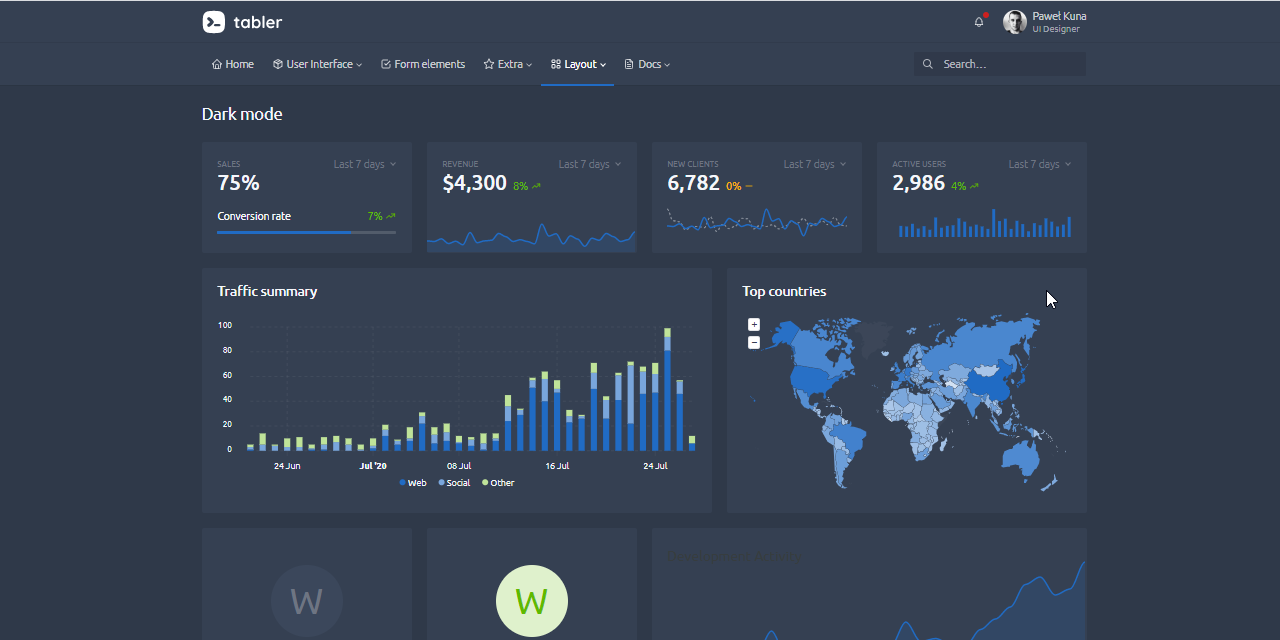 tabler
Paweł Kuna
UI Designer
Home User Interface Form elements Extra Layout Docs Search…
Dark mode
SALES Last 7 days
75%
Conversion rate 7%
REVENUE Last 7 days
$4,300 8%
NEW CLIENTS Last 7 days
6,782 0%
ACTIVE USERS Last 7 days
2,986 4%
Traffic summary
100
80
60
40
20
0
24 Jun Jul '20 08 Jul 16 Jul 24 Jul
Web Social Other
Top countries
+
−
W
W
Development Activity